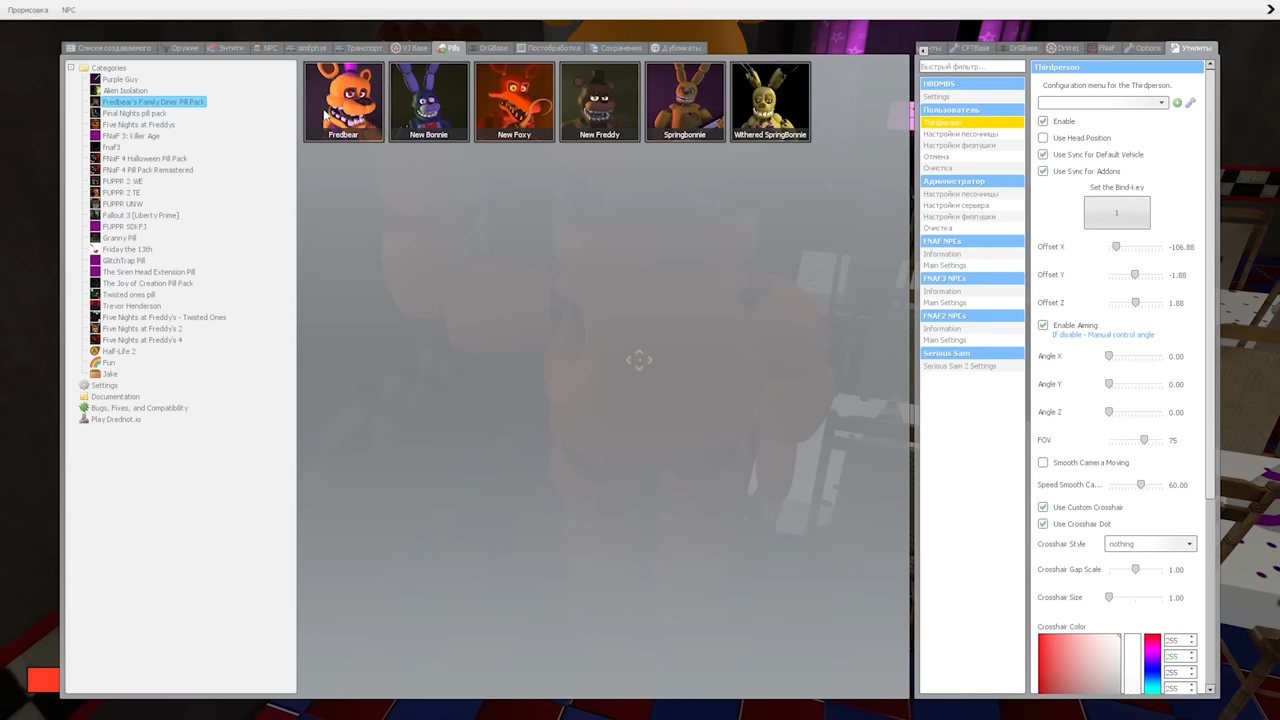 Прорисовка NPC
Списки создаваемого Оружие Энтити NPC simfphys Транспорт VJ Base Pills DrGBase Постобработка Сохранения Дубликаты
Categories
Purple Guy
Alien Isolation
Fredbear's Family Diner Pill Pack
Final Nights pill pack
Five Nights at Freddys
FNaF 3: Killer Age
fnaf3
FNaF 4 Halloween Pill Pack
FNaF 4 Pill Pack Remastered
FUPPR 2 WE
FUPPR 2 TE
FUPPR UNW
Fallout 3 [Liberty Prime]
FUPPR SDI:FJ
Granny Pill
Friday the 13th
GlitchTrap Pill
The Siren Head Extension Pill
The Joy of Creation Pill Pack
Twisted ones pill
Trevor Henderson
Five Nights at Freddy's - Twisted Ones
Five Nights at Freddy's 2
Five Nights at Freddy's 4
Half-Life 2
Fun
Jake
Settings
Documentation
Bugs, Fixes, and Compatibility
Play Drednot.io
Fredbear New Bonnie New Foxy New Freddy Springbonnie Withered SpringBonnie
нты CPTBase DrGBase DrVrej FNaF Options Утилиты
Быстрый фильтр...
HBOMBS
Settings
Пользователь
Thirdperson
Настройки песочницы
Настройки физпушки
Отмена
Очистка
Администратор
Настройки песочницы
Настройки сервера
Настройки физпушки
Очистка
FNAF NPCs
Information
Main Settings
FNAF3 NPCs
Information
Main Settings
FNAF2 NPCs
Information
Main Settings
Serious Sam
Serious Sam 2 Settings
Thirdperson
Configuration menu for the Thirdperson.
Enable
Use Head Position
Use Sync for Default Vehicle
Use Sync for Addons
Set the Bind-Key
1
Offset X -106.88
Offset Y -1.88
Offset Z 1.88
Enable Aiming
If disable - Manual control angle
Angle X 0.00
Angle Y 0.00
Angle Z 0.00
FOV 75
Smooth Camera Moving
Speed Smooth Ca... 60.00
Use Custom Crosshair
Use Crosshair Dot
Crosshair Style nothing
Crosshair Gap Scale 1.00
Crosshair Size 1.00
Crosshair Color
255
255
255
255